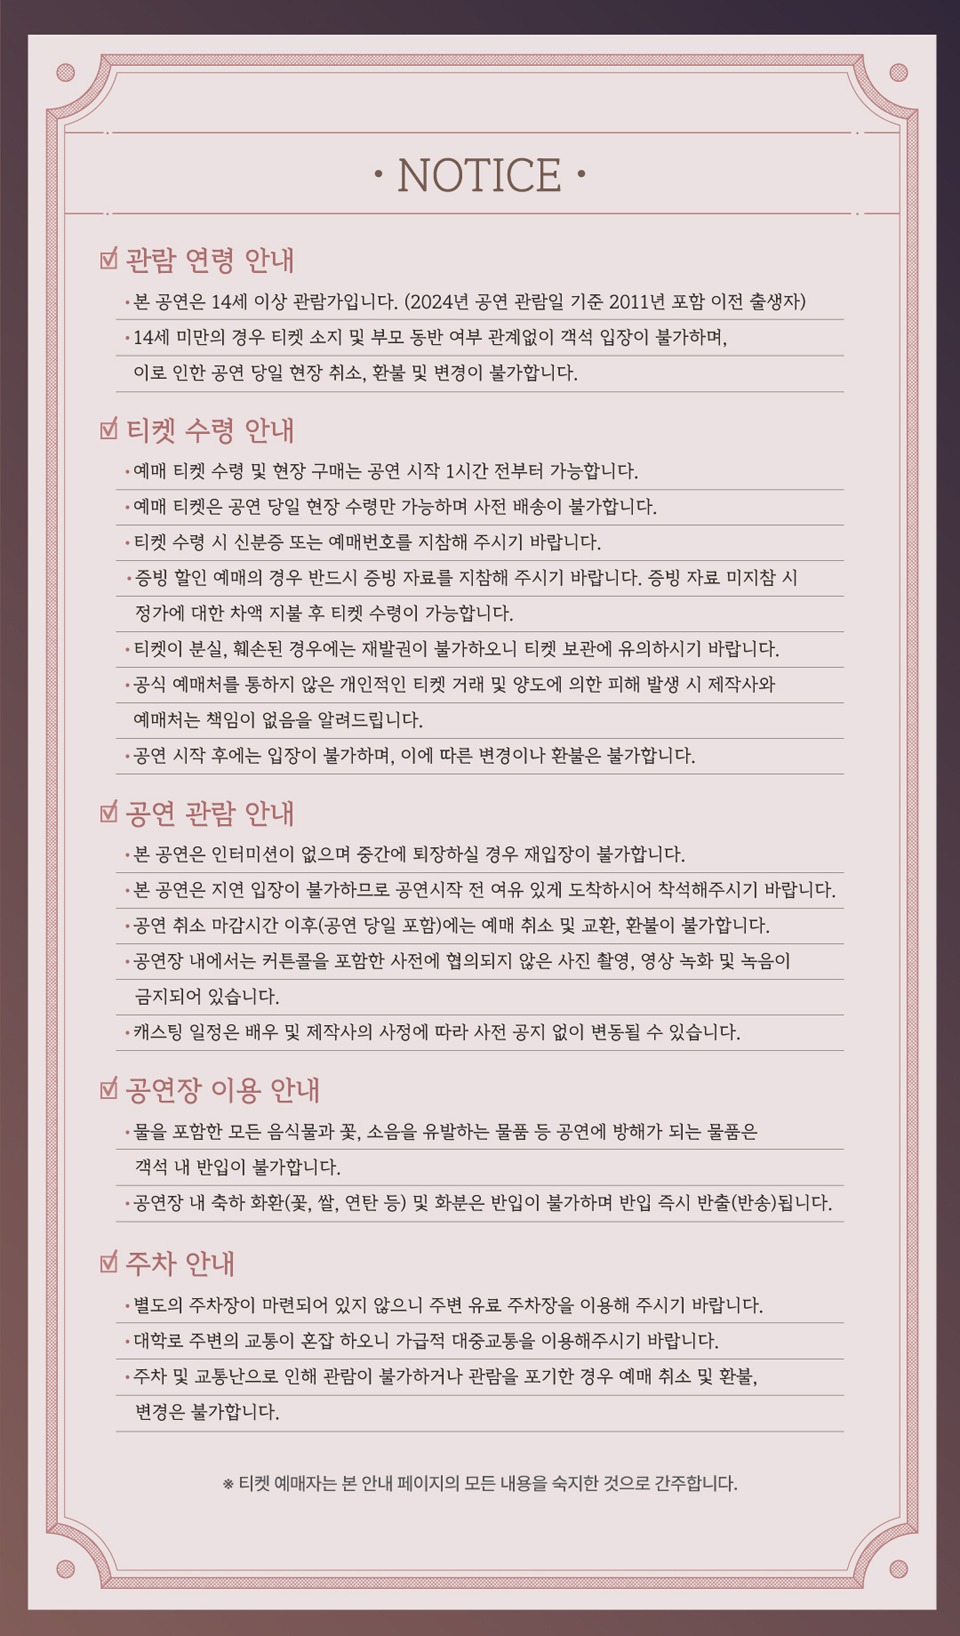 • NOTICE •
관람 연령 안내
• 본 공연은 14세 이상 관람가입니다. (2024년 공연 관람일 기준 2011년 포함 이전 출생자)
• 14세 미만의 경우 티켓 소지 및 부모 동반 여부 관계없이 객석 입장이 불가하며,
이로 인한 공연 당일 현장 취소, 환불 및 변경이 불가합니다.
티켓 수령 안내
• 예매 티켓 수령 및 현장 구매는 공연 시작 1시간 전부터 가능합니다.
• 예매 티켓은 공연 당일 현장 수령만 가능하며 사전 배송이 불가합니다.
• 티켓 수령 시 신분증 또는 예매번호를 지참해 주시기 바랍니다.
• 증빙 할인 예매의 경우 반드시 증빙 자료를 지참해 주시기 바랍니다. 증빙 자료 미지참 시
정가에 대한 차액 지불 후 티켓 수령이 가능합니다.
• 티켓이 분실, 훼손된 경우에는 재발권이 불가하오니 티켓 보관에 유의하시기 바랍니다.
• 공식 예매처를 통하지 않은 개인적인 티켓 거래 및 양도에 의한 피해 발생 시 제작사와
예매처는 책임이 없음을 알려드립니다.
• 공연 시작 후에는 입장이 불가하며, 이에 따른 변경이나 환불은 불가합니다.
공연 관람 안내
• 본 공연은 인터미션이 없으며 중간에 퇴장하실 경우 재입장이 불가합니다.
• 본 공연은 지연 입장이 불가하므로 공연시작 전 여유 있게 도착하시어 착석해주시기 바랍니다.
• 공연 취소 마감시간 이후(공연 당일 포함)에는 예매 취소 및 교환, 환불이 불가합니다.
• 공연장 내에서는 커튼콜을 포함한 사전에 협의되지 않은 사진 촬영, 영상 녹화 및 녹음이
금지되어 있습니다.
• 캐스팅 일정은 배우 및 제작사의 사정에 따라 사전 공지 없이 변동될 수 있습니다.
공연장 이용 안내
• 물을 포함한 모든 음식물과 꽃, 소음을 유발하는 물품 등 공연에 방해가 되는 물품은
객석 내 반입이 불가합니다.
• 공연장 내 축하 화환(꽃, 쌀, 연탄 등) 및 화분은 반입이 불가하며 반입 즉시 반출(반송)됩니다.
주차 안내
• 별도의 주차장이 마련되어 있지 않으니 주변 유료 주차장을 이용해 주시기 바랍니다.
• 대학로 주변의 교통이 혼잡 하오니 가급적 대중교통을 이용해주시기 바랍니다.
• 주차 및 교통난으로 인해 관람이 불가하거나 관람을 포기한 경우 예매 취소 및 환불,
변경은 불가합니다.
※ 티켓 예매자는 본 안내 페이지의 모든 내용을 숙지한 것으로 간주합니다.